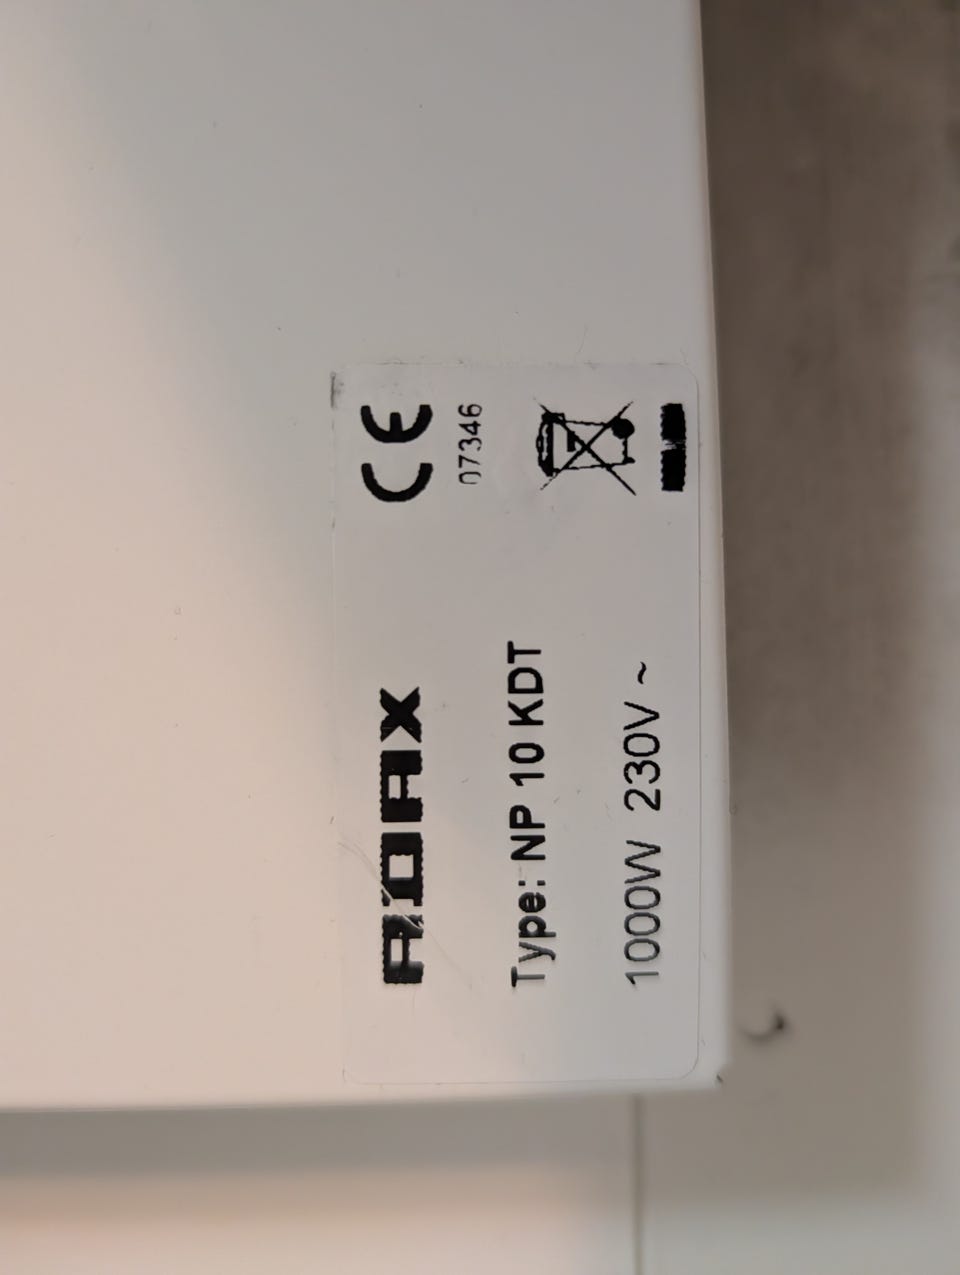 ADAX
CE
07346
Type: NP 10 KDT
1000W 230V ~